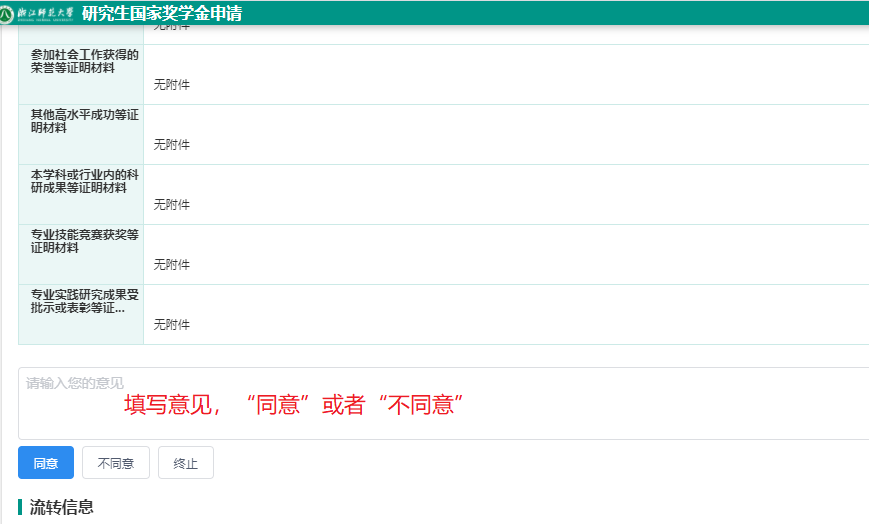 浙江师范大学 研究生国家奖学金申请
无附件
参加社会工作获得的
荣誉等证明材料
无附件
其他高水平成功等证
明材料
无附件
本学科或行业内的科
研成果等证明材料
无附件
专业技能竞赛获奖等
证明材料
无附件
专业实践研究成果受
批示或表彰等证...
无附件
请输入您的意见
填写意见，“同意”或者“不同意”
同意 不同意 终止
流转信息